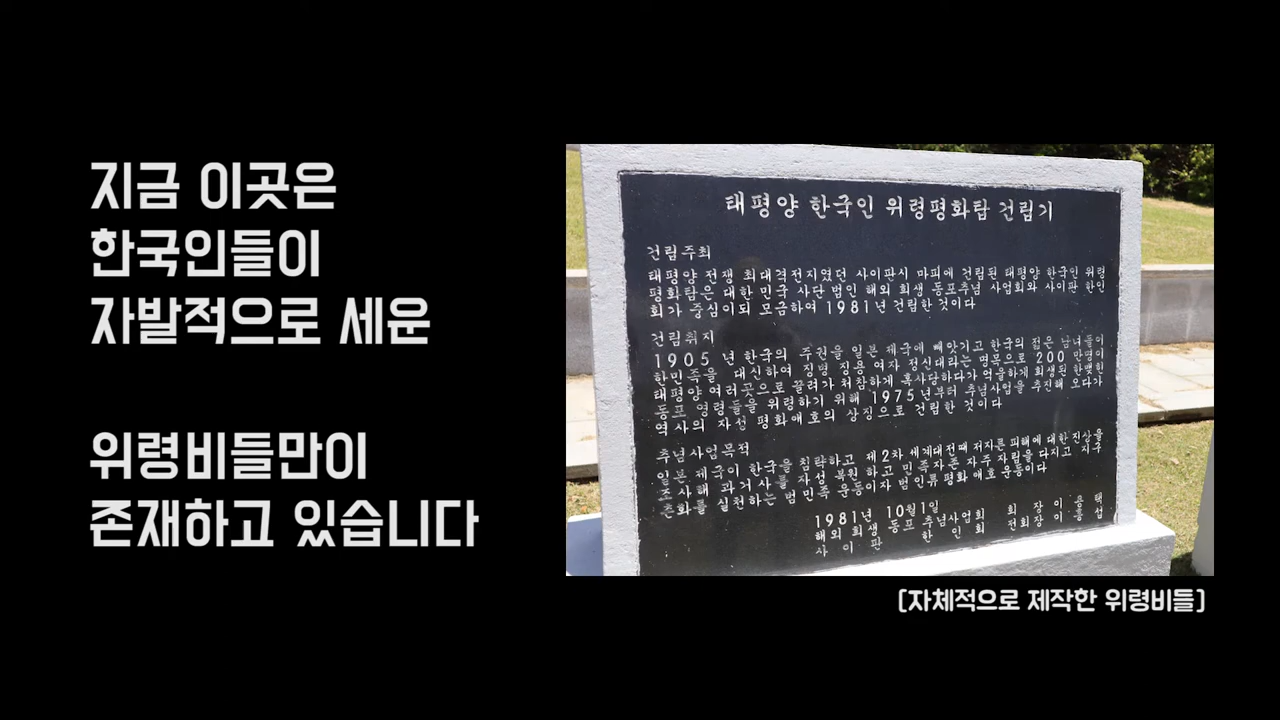 지금 이곳은
한국인들이
자발적으로 세운
위령비들만이
존재하고 있습니다
태평양 한국인 위령평화탑 건립기
건립주최
태평양 전쟁 최대격전지였던 사이판시 마피에 건립된 태평양 한국인 위령
평화탑은 대한 민국 사단 법인 해외 희생 동포추념 사업회와 사이판 한인
회가 중심이되 모금하여 1981년 건립한 것이다
건립취지
1905 년 한국의 주권을 일본 제국에 빼앗기고 한국의 젊은 남녀들이
한민족을 대신하여 징병 징용 여자 정신대라는 명목으로 200 만명이
태평양 여러곳으로 끌려가 처참하게 혹사당하다가 억울하게 희생된 한맺힌
동포 영령들을 위령하기 위해 1975년부터 추념사업을 추진해 오다가
역사의 자성 평화애호의 상징으로 건립한 것이다
추념사업목적
일본 제국이 한국을 침략하고 제2차 세계대전때 저지른 피해에 대한 진상을
조사해 과거사를 자성 복원 하고 민족자존 자주자립을 다지고 지구
촌화를 실천하는 범민족 운동이자 범인류평화 애호 운동이다
1981년 10월1일
해외 희생 동포 추념사업회 회 장 이 용 택
사 이 판 한 인 회 전회장 이 섭
[자체적으로 제작한 위령비들]